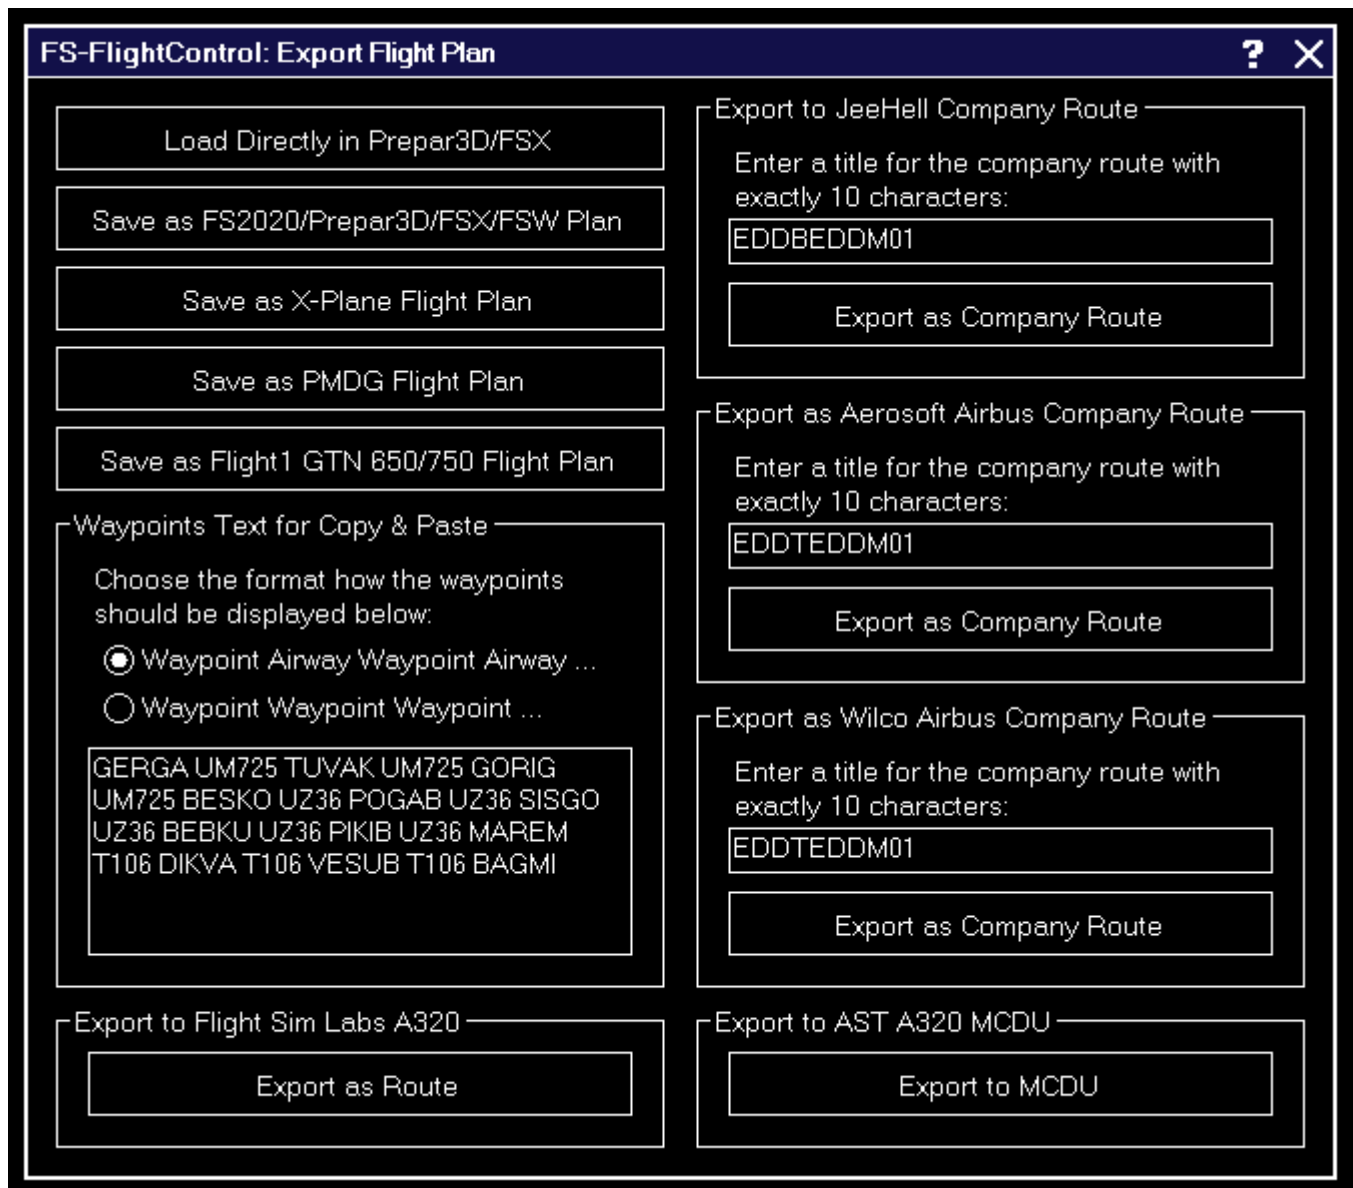 FS-FlightControl: Export Flight Plan ? X
Load Directly in Prepar3D/FSX
Save as FS2020/Prepar3D/FSX/FSW Plan
Save as X-Plane Flight Plan
Save as PMDG Flight Plan
Save as Flight1 GTN 650/750 Flight Plan
Waypoints Text for Copy & Paste
Choose the format how the waypoints
should be displayed below:
Waypoint Airway Waypoint Airway ...
Waypoint Waypoint Waypoint ...
GERGA UM725 TUVAK UM725 GORIG
UM725 BESKO UZ36 POGAB UZ36 SISGO
UZ36 BEBKU UZ36 PIKIB UZ36 MAREM
T106 DIKVA T106 VESUB T106 BAGMI
Export to Flight Sim Labs A320
Export as Route
Export to JeeHell Company Route
Enter a title for the company route with
exactly 10 characters:
EDDBEDDM01
Export as Company Route
Export as Aerosoft Airbus Company Route
Enter a title for the company route with
exactly 10 characters:
EDDTEDDM01
Export as Company Route
Export as Wilco Airbus Company Route
Enter a title for the company route with
exactly 10 characters:
EDDTEDDM01
Export as Company Route
Export to AST A320 MCDU
Export to MCDU